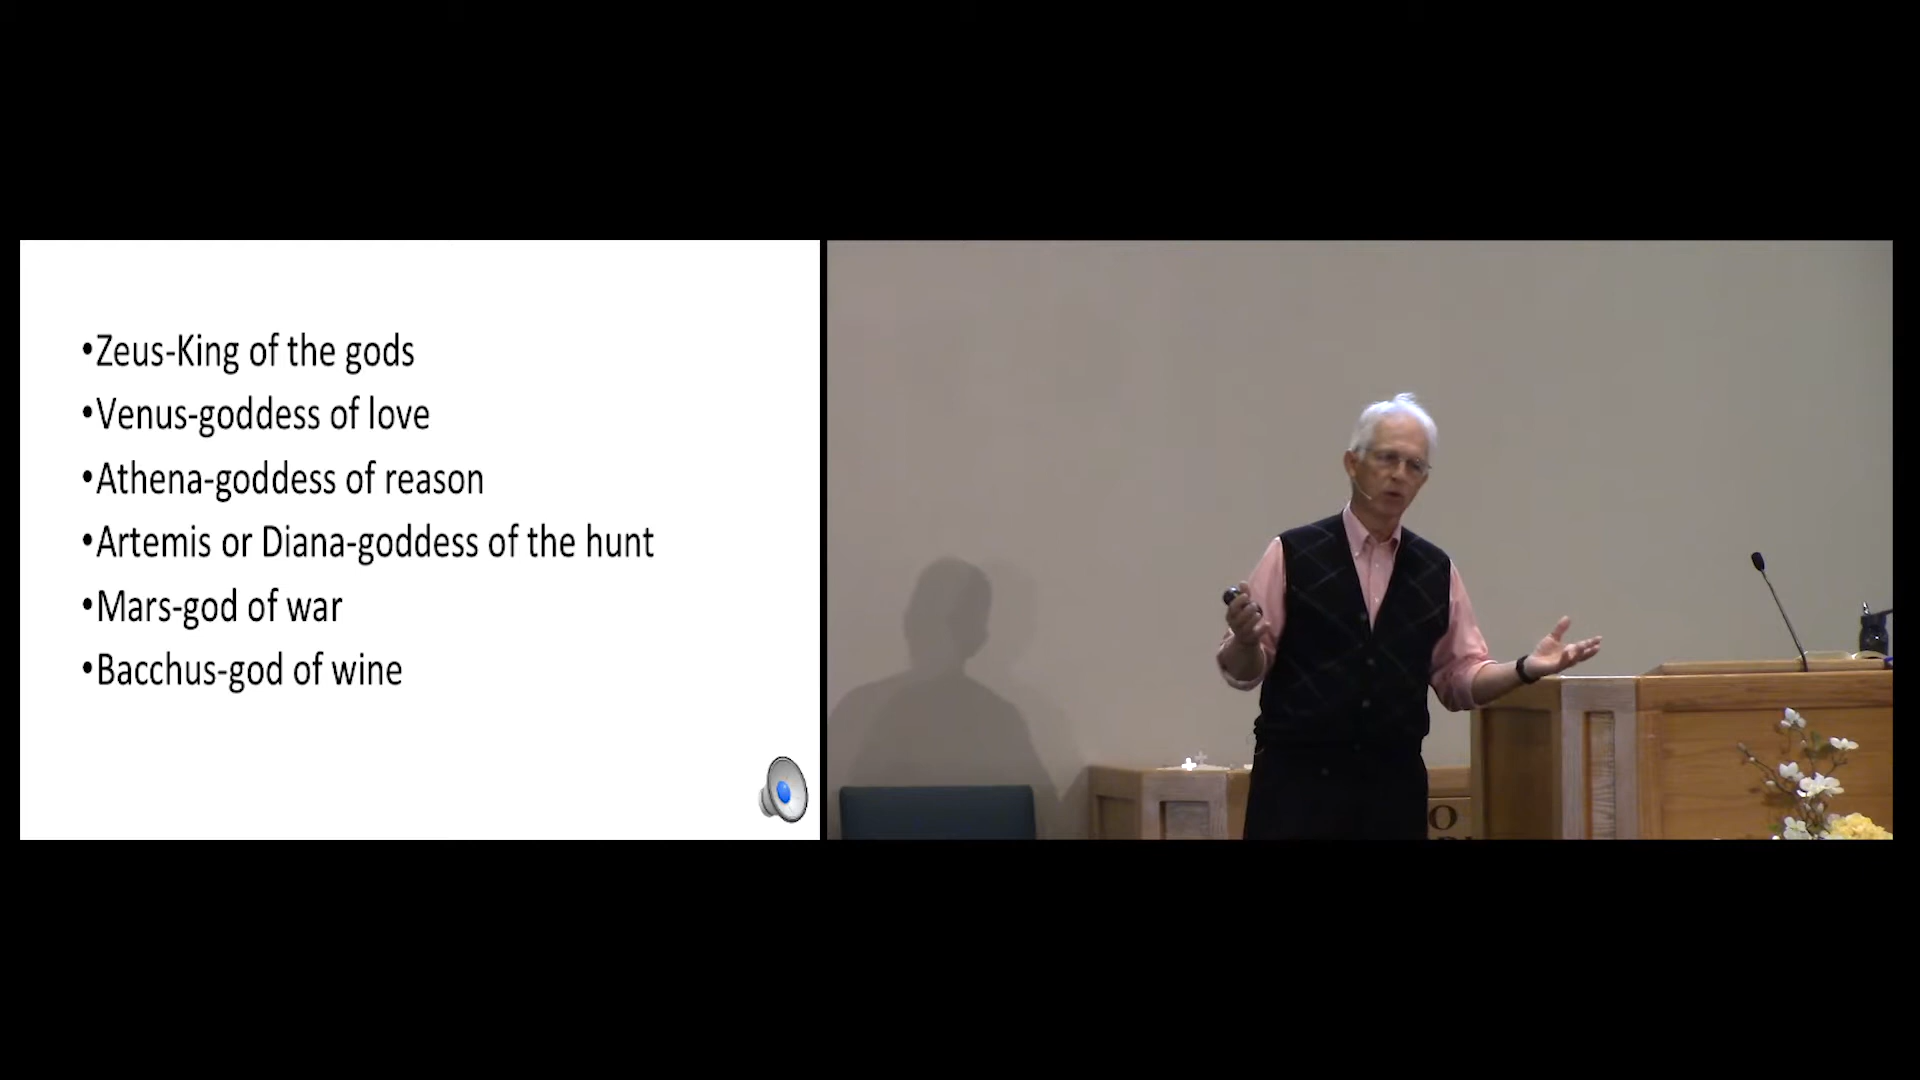 •Zeus-King of the gods
•Venus-goddess of love
•Athena-goddess of reason
•Artemis or Diana-goddess of the hunt
•Mars-god of war
•Bacchus-god of wine